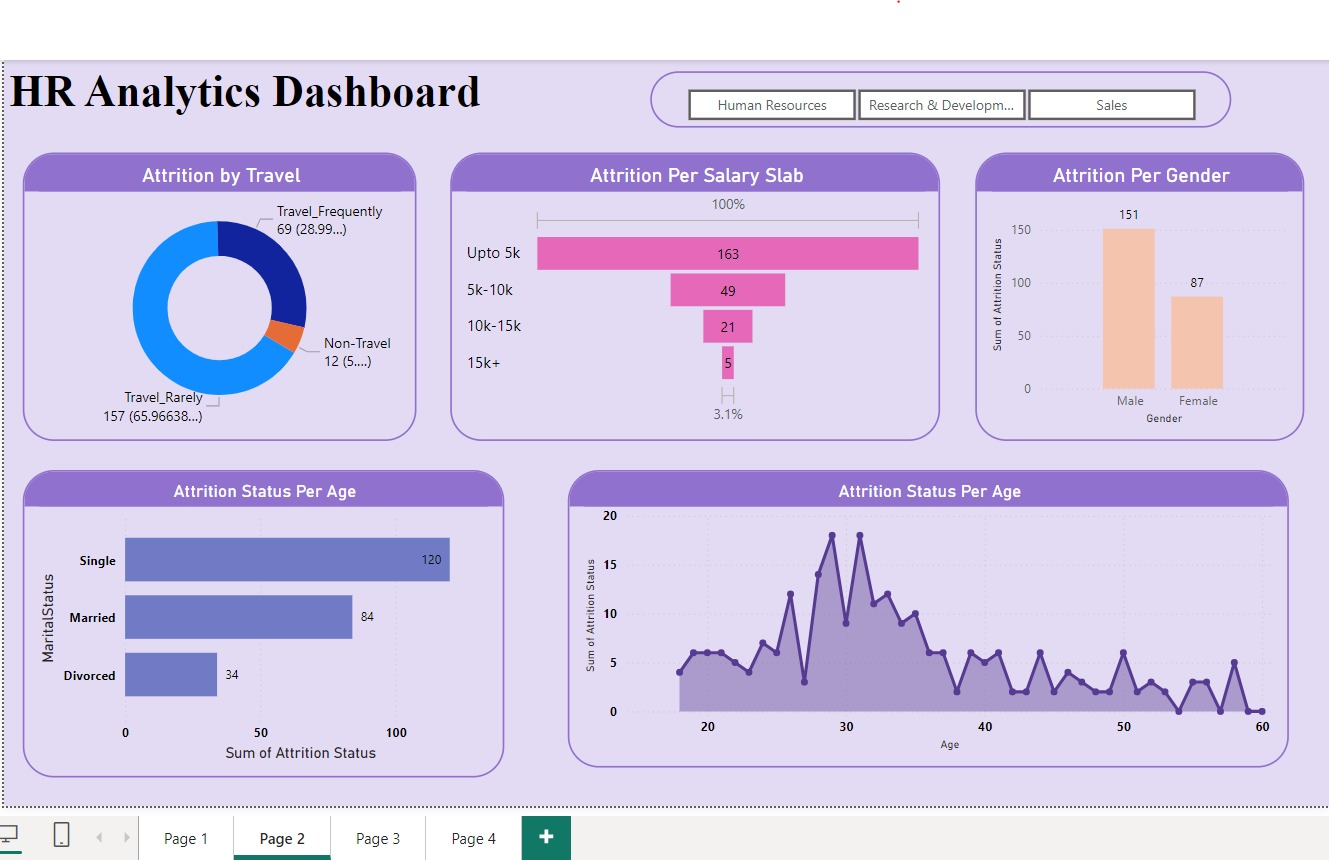 HR Analytics Dashboard
Human Resources
Research & Developm...
Sales
Attrition by Travel
Travel_Frequently
69 (28.99...)
Non-Travel
12 (5....)
Travel_Rarely
157 (65.96638...)
Attrition Per Salary Slab
100%
Upto 5k
163
5k-10k
49
10k-15k
21
15k+
5
3.1%
Attrition Per Gender
Sum of Attrition Status
150
100
50
0
151
87
Male
Female
Gender
Attrition Status Per Age
MaritalStatus
Single
120
Married
84
Divorced
34
0
50
100
Sum of Attrition Status
Attrition Status Per Age
Sum of Attrition Status
20
15
10
5
0
20
30
40
50
60
Age
Page 1
Page 2
Page 3
Page 4
+